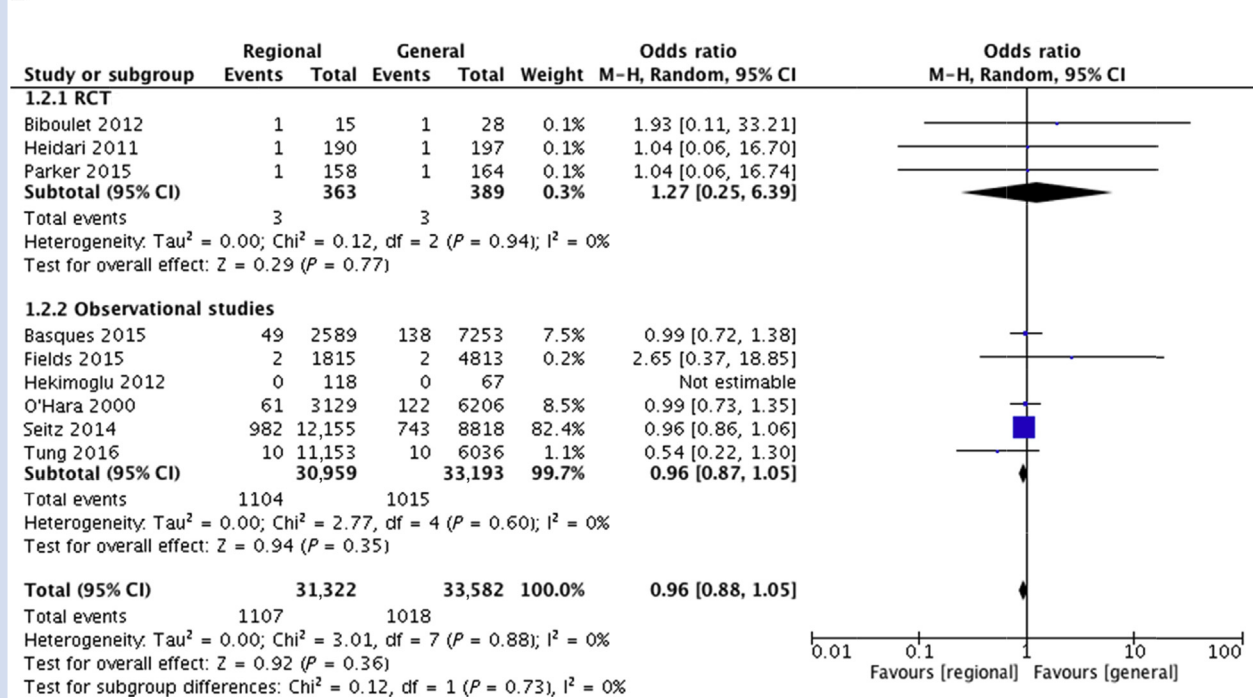 Regional General Odds ratio Odds ratio
Study or subgroup Events Total Events Total Weight M-H, Random, 95% CI M-H, Random, 95% CI
1.2.1 RCT
Biboulet 2012 1 15 1 28 0.1% 1.93 [0.11, 33.21]
Heidari 2011 1 190 1 197 0.1% 1.04 [0.06, 16.70]
Parker 2015 1 158 1 164 0.1% 1.04 [0.06, 16.74]
Subtotal (95% CI) 363 389 0.3% 1.27 [0.25, 6.39]
Total events 3 3
Heterogeneity: Tau² = 0.00; Chi² = 0.12, df = 2 (P = 0.94); I² = 0%
Test for overall effect: Z = 0.29 (P = 0.77)
1.2.2 Observational studies
Basques 2015 49 2589 138 7253 7.5% 0.99 [0.72, 1.38]
Fields 2015 2 1815 2 4813 0.2% 2.65 [0.37, 18.85]
Hekimoglu 2012 0 118 0 67 Not estimable
O'Hara 2000 61 3129 122 6206 8.5% 0.99 [0.73, 1.35]
Seitz 2014 982 12,155 743 8818 82.4% 0.96 [0.86, 1.06]
Tung 2016 10 11,153 10 6036 1.1% 0.54 [0.22, 1.30]
Subtotal (95% CI) 30,959 33,193 99.7% 0.96 [0.87, 1.05]
Total events 1104 1015
Heterogeneity: Tau² = 0.00; Chi² = 2.77, df = 4 (P = 0.60); I² = 0%
Test for overall effect: Z = 0.94 (P = 0.35)
Total (95% CI) 31,322 33,582 100.0% 0.96 [0.88, 1.05]
Total events 1107 1018
Heterogeneity: Tau² = 0.00; Chi² = 3.01, df = 7 (P = 0.88); I² = 0%
Test for overall effect: Z = 0.92 (P = 0.36)
Test for subgroup differences: Chi² = 0.12, df = 1 (P = 0.73), I² = 0%
0.01 0.1 1 10 100
Favours [regional] Favours [general]